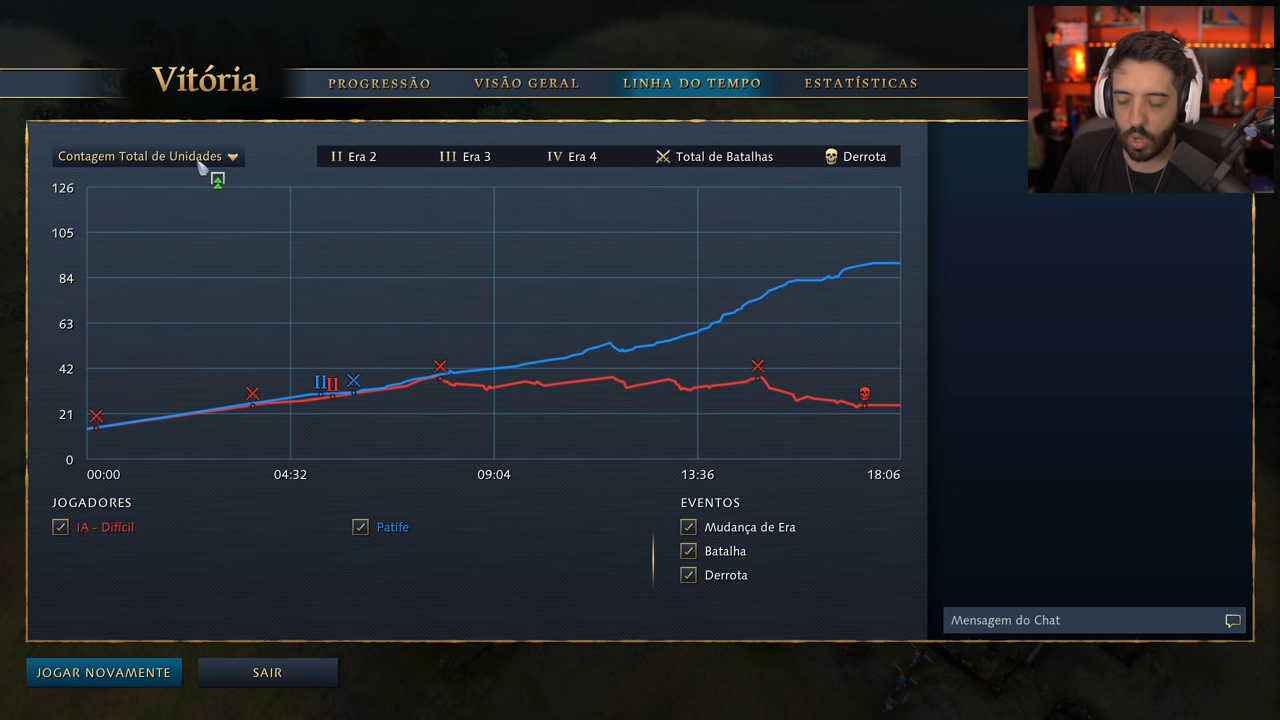 Vitória
PROGRESSÃO VISÃO GERAL LINHA DO TEMPO ESTATÍSTICAS
Contagem Total de Unidades
II Era 2 III Era 3 IV Era 4 Total de Batalhas Derrota
126
105
84
63
42
21
0
II II
00:00 04:32 09:04 13:36 18:06
JOGADORES
IA - Difícil Patife
EVENTOS
Mudança de Era
Batalha
Derrota
Mensagem do Chat
JOGAR NOVAMENTE SAIR